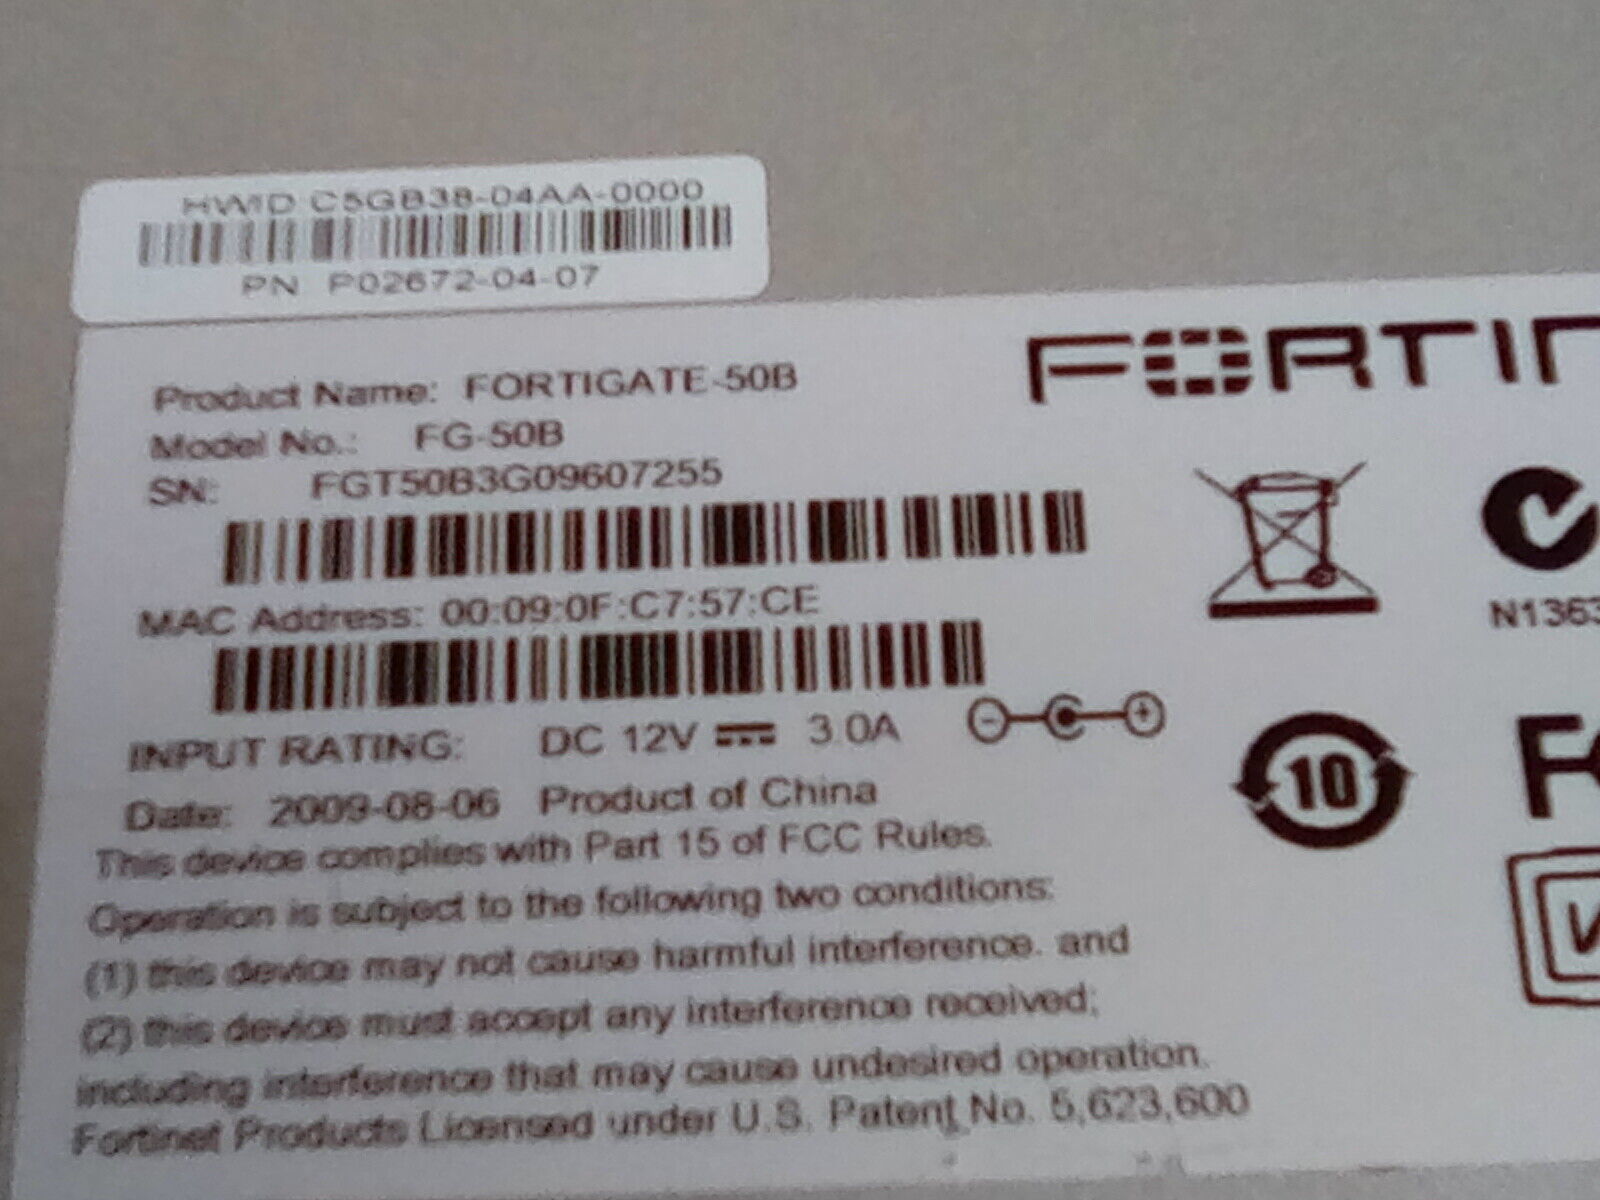 HWID C5GB38-04AA-0000
PN P02672-04-07
FORTIN
Product Name: FORTIGATE-50B
Model No.: FG-50B
SN: FGT50B3G09607255
MAC Address: 00:09:0F:C7:57:CE
N1363
INPUT RATING: DC 12V 3.0A
10
Date: 2009-08-06 Product of China
This device complies with Part 15 of FCC Rules.
Operation is subject to the following two conditions:
(1) this device may not cause harmful interference. and
(2) this device must accept any interference received;
including interference that may cause undesired operation.
Fortinet Products Licensed under U.S. Patent No. 5,623,600